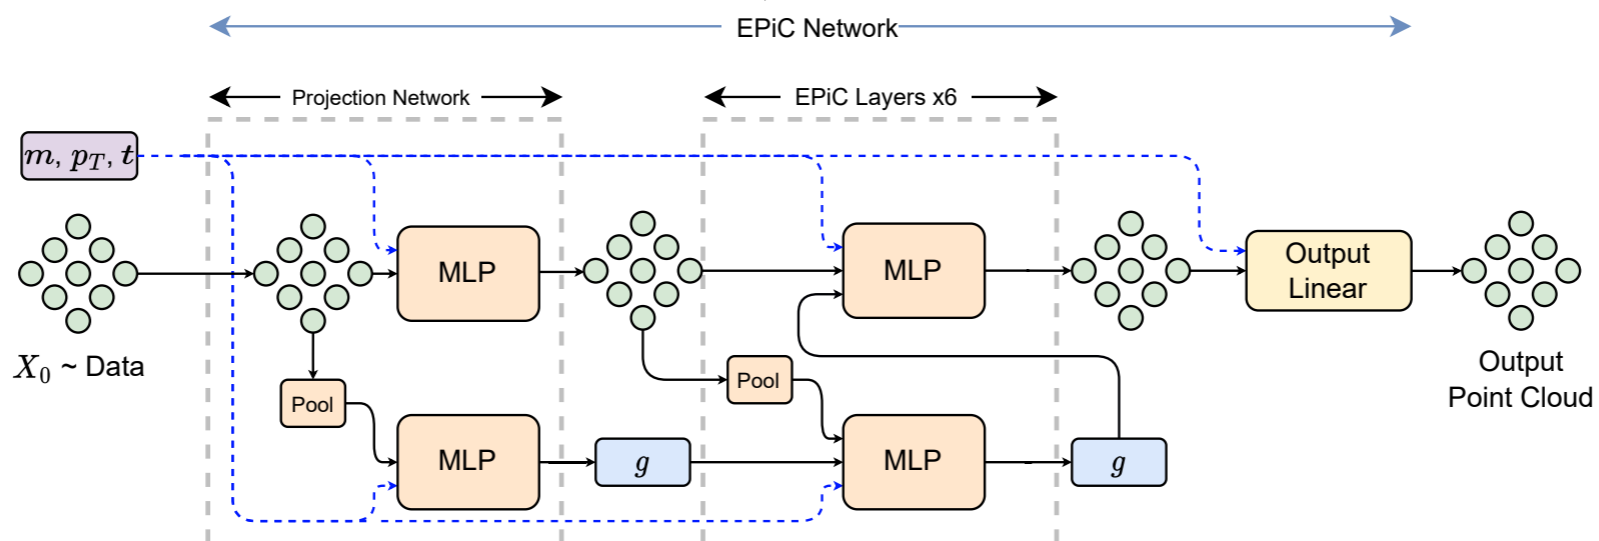 EPiC Network
Projection Network
EPiC Layers x6
m, p_T, t
MLP
MLP
Output
Linear
X_0 ~ Data
Pool
Pool
Output
Point Cloud
MLP
g
MLP
g